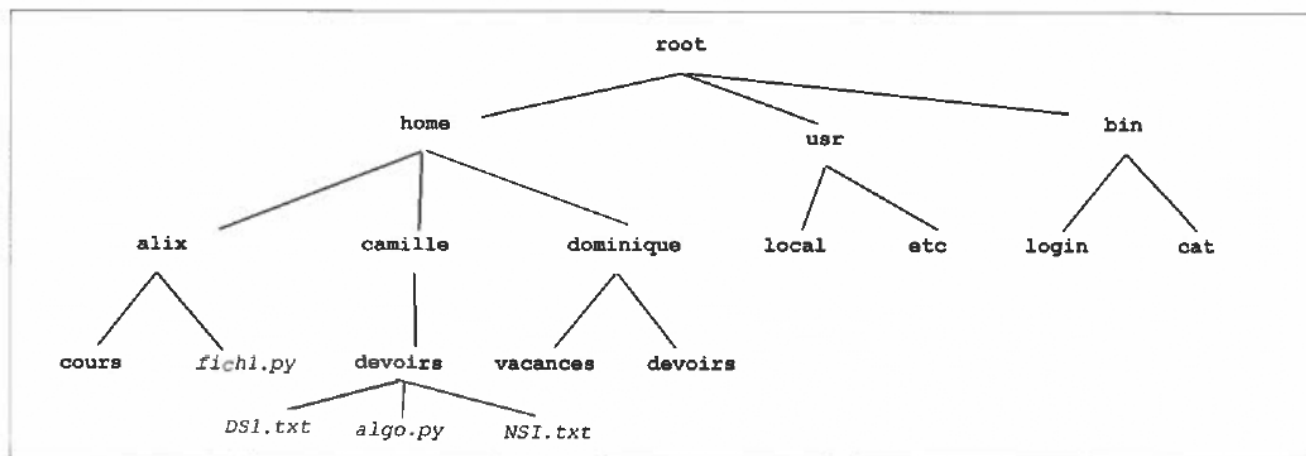 root
home
usr
bin
alix camille dominique local etc login cat
cours fich1.py devoirs vacances devoirs
DS1.txt algo.py NSI.txt